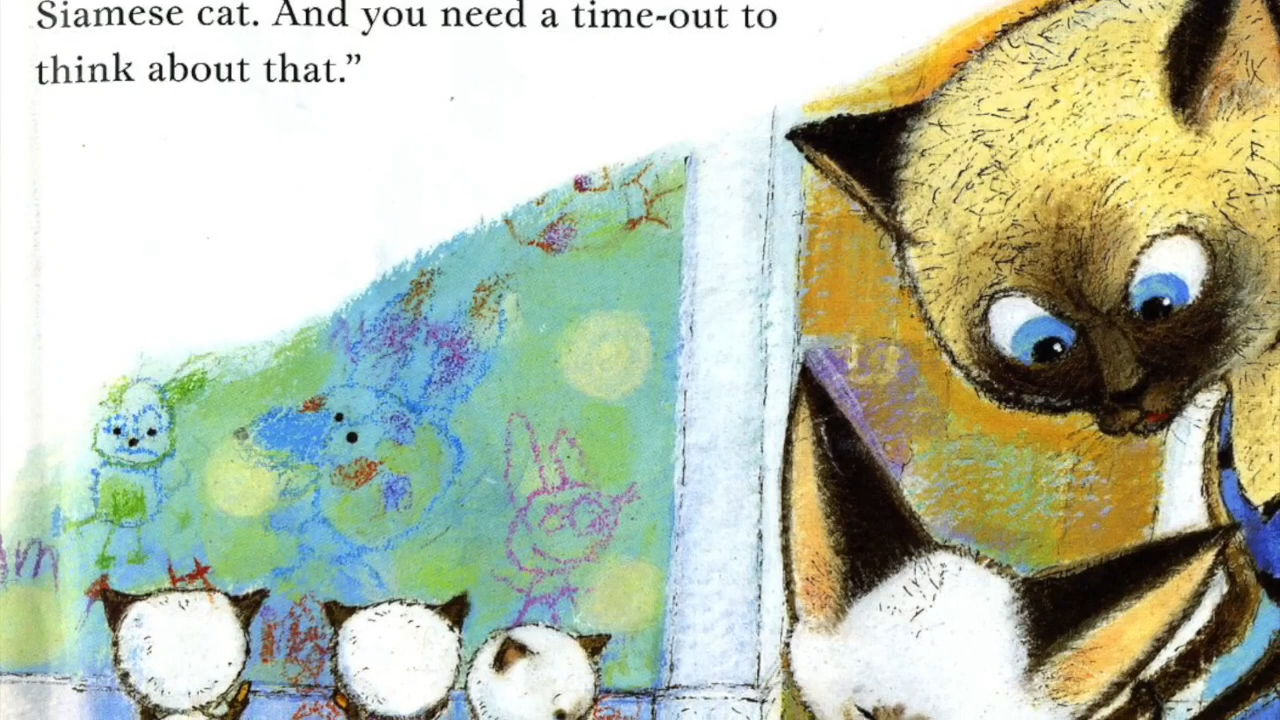 Siamese cat. And you need a time-out to
think about that.”